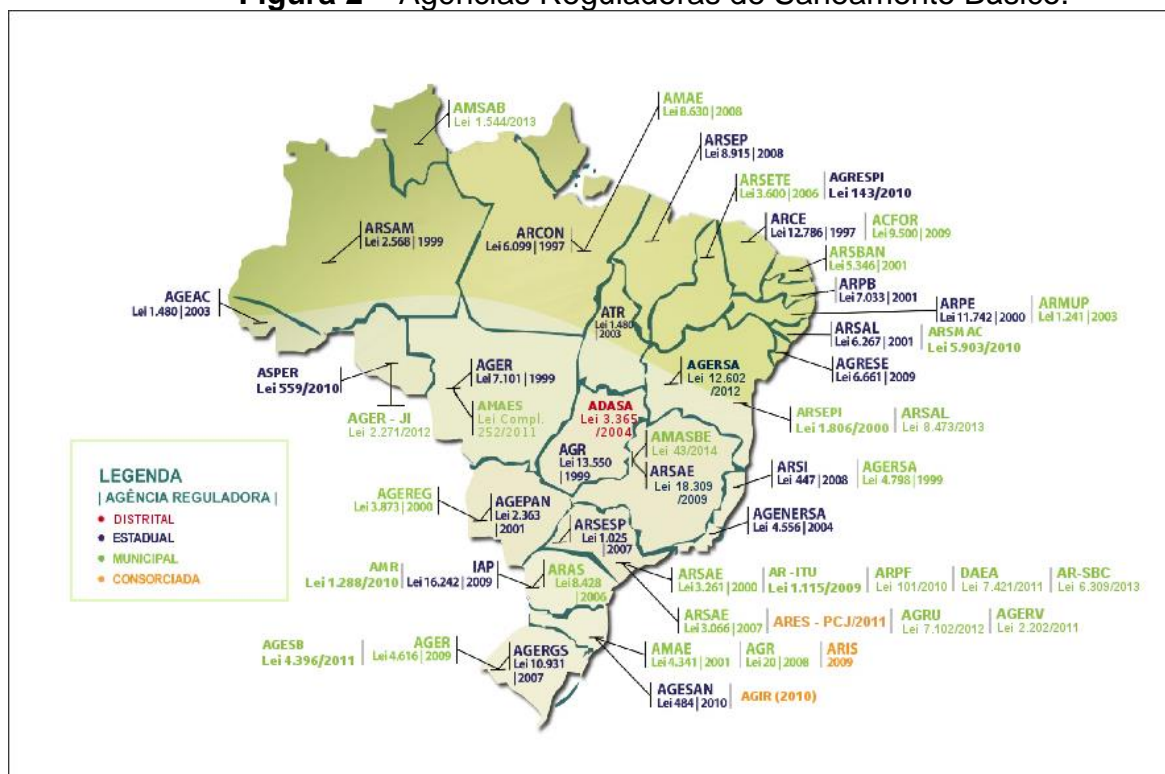 Figura 2 – Agências Reguladoras de Saneamento Básico.
AMSAB
Lei 1.544/2013
AMAE
Lei 8.630 | 2008
ARSEP
Lei 8.915 | 2008
ARSETE
Lei 3.600 | 2006
AGRESPI
Lei 143/2010
ARCE
Lei 12.786 | 1997
ACFOR
Lei 9.500 | 2009
ARSBAN
Lei 5.346 | 2001
ARPB
Lei 7.033 | 2001
ARPE
Lei 11.742 | 2000
ARMUP
Lei 1.241 | 2003
ARSAL
Lei 6.267 | 2001
ARSMAC
Lei 5.903/2010
AGRESE
Lei 6.661 | 2009
ARSAM
Lei 2.568 | 1999
ARCON
Lei 6.099 | 1997
AGEAC
Lei 1.480 | 2003
ATR
Lei 1.480
2003
ASPER
Lei 559/2010
AGER
Lei 7.101 | 1999
AGERSA
Lei 12.602
/2012
AGER - JI
Lei 2.271/2012
AMAES
Lei Compl.
252/2011
ADASA
Lei 3.365
/2004
ARSEPI
Lei 1.806/2000
ARSAL
Lei 8.473/2013
AMASBE
Lei 43/2014
AGR
Lei 13.550
1999
ARSAE
Lei 18.309
/2009
ARSI
Lei 447 | 2008
AGERSA
Lei 4.798 | 1999
LEGENDA
| AGÊNCIA REGULADORA |
DISTRITAL
ESTADUAL
MUNICIPAL
CONSORCIADA
AGEREG
Lei 3.873 | 2000
AGEPAN
Lei 2.363
| 2001
ARSESP
Lei 1.025
| 2007
AGENERSA
Lei 4.556 | 2004
AMR
Lei 1.288/2010
IAP
Lei 16.242 | 2009
ARAS
Lei 8.428
| 2006
ARSAE
Lei 3.261 | 2000
AR -ITU
Lei 1.115/2009
ARPF
Lei 101/2010
DAEA
Lei 7.421/2011
AR-SBC
Lei 6.309/2013
ARSAE
Lei 3.066 | 2007
ARES - PCJ/2011
AGRU
Lei 7.102/2012
AGERV
Lei 2.202/2011
AGESB
Lei 4.396/2011
AGER
Lei 4.616 | 2009
AGERGS
Lei 10.931
2007
AMAE
Lei 4.341 | 2001
AGR
Lei 20 | 2008
ARIS
2009
AGESAN
Lei 484 | 2010
AGIR (2010)